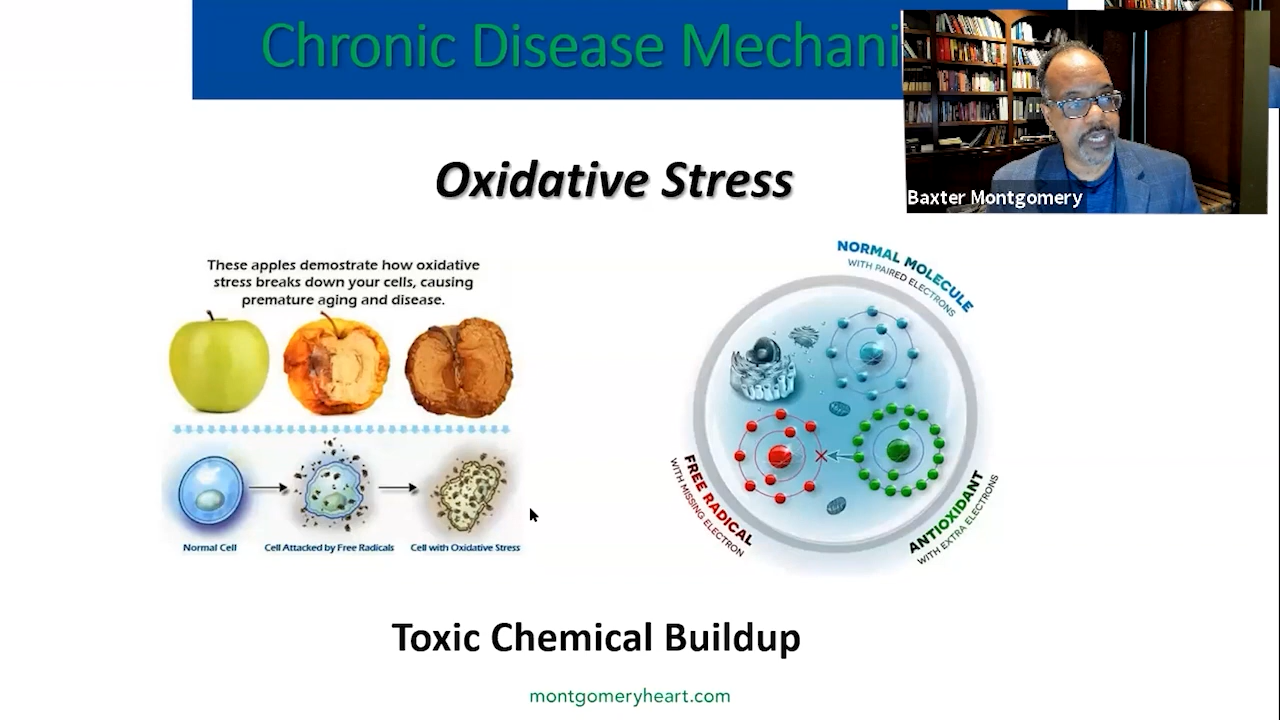 Chronic Disease Mechani
Baxter Montgomery
Oxidative Stress
These apples demostrate how oxidative
stress breaks down your cells, causing
premature aging and disease.
Normal Cell
Cell Attacked by Free Radicals
Cell with Oxidative Stress
NORMAL MOLECULE
WITH PAIRED ELECTRONS
FREE RADICAL
WITH MISSING ELECTRON
ANTIOXIDANT
WITH EXTRA ELECTRONS
Toxic Chemical Buildup
montgomeryheart.com